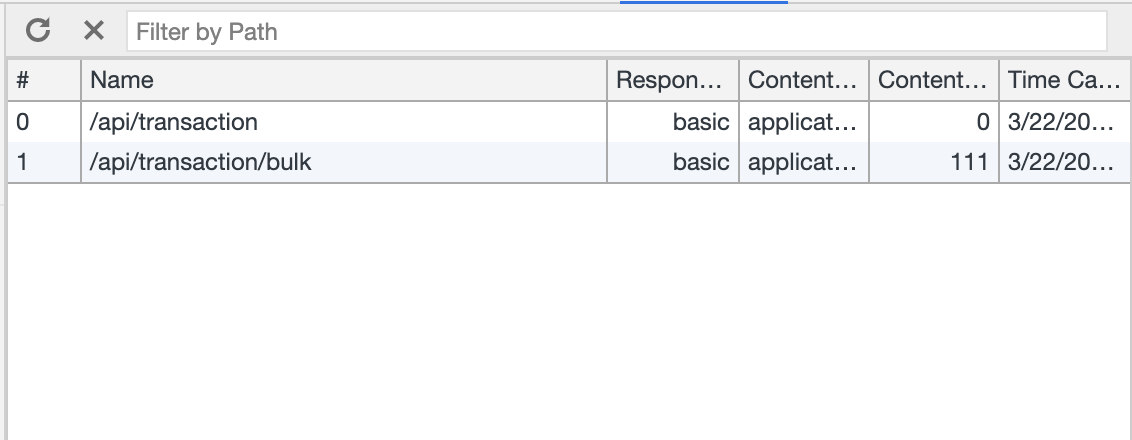 Filter by Path
# Name Respon... Content... Content... Time Ca...
0 /api/transaction basic applicat... 0 3/22/20...
1 /api/transaction/bulk basic applicat... 111 3/22/20...